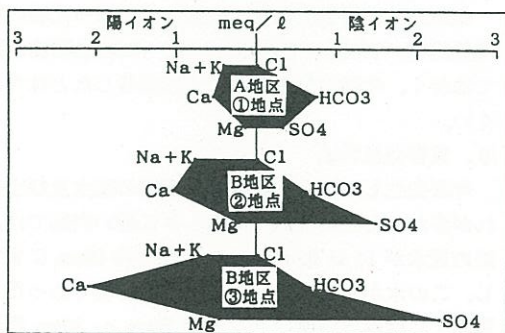 陽イオン meq/ℓ 陰イオン
3 2 1 0 1 2 3
Na+K Cl
Ca A地区 HCO3
①地点
Mg SO4
Na+K Cl
Ca B地区 HCO3
②地点
Mg SO4
Na+K Cl
Ca B地区 HCO3
③地点
Mg SO4